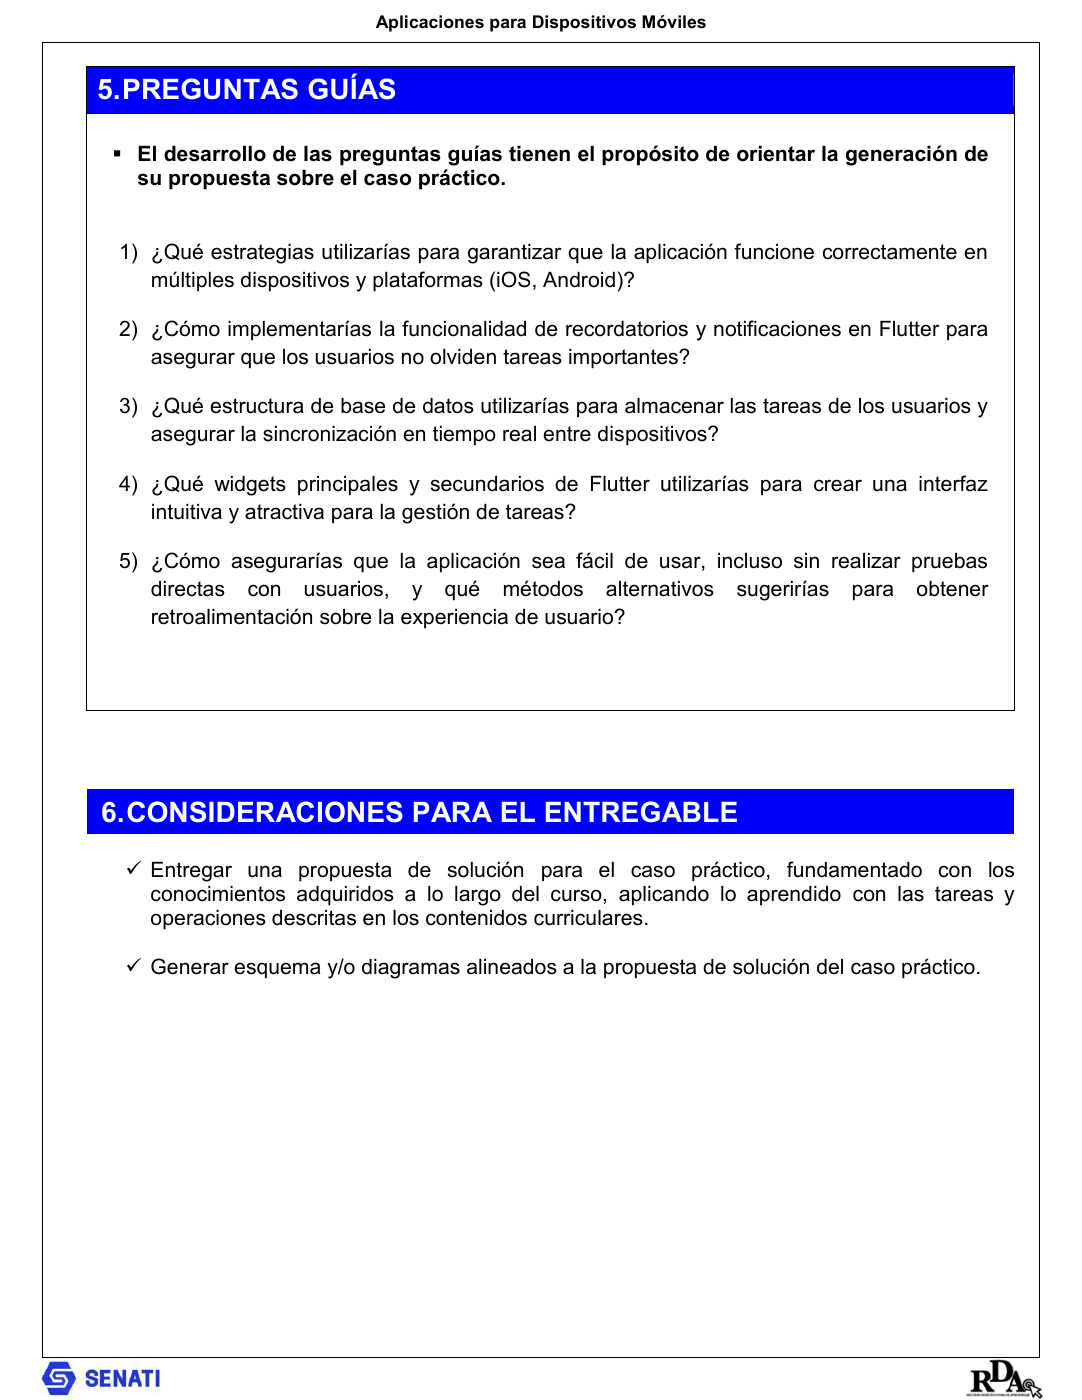 Aplicaciones para Dispositivos Móviles
5.PREGUNTAS GUÍAS
▪ El desarrollo de las preguntas guías tienen el propósito de orientar la generación de
su propuesta sobre el caso práctico.
1) ¿Qué estrategias utilizarías para garantizar que la aplicación funcione correctamente en
múltiples dispositivos y plataformas (iOS, Android)?
2) ¿Cómo implementarías la funcionalidad de recordatorios y notificaciones en Flutter para
asegurar que los usuarios no olviden tareas importantes?
3) ¿Qué estructura de base de datos utilizarías para almacenar las tareas de los usuarios y
asegurar la sincronización en tiempo real entre dispositivos?
4) ¿Qué widgets principales y secundarios de Flutter utilizarías para crear una interfaz
intuitiva y atractiva para la gestión de tareas?
5) ¿Cómo asegurarías que la aplicación sea fácil de usar, incluso sin realizar pruebas
directas con usuarios, y qué métodos alternativos sugerirías para obtener
retroalimentación sobre la experiencia de usuario?
6.CONSIDERACIONES PARA EL ENTREGABLE
✓ Entregar una propuesta de solución para el caso práctico, fundamentado con los
conocimientos adquiridos a lo largo del curso, aplicando lo aprendido con las tareas y
operaciones descritas en los contenidos curriculares.
✓ Generar esquema y/o diagramas alineados a la propuesta de solución del caso práctico.
SENATI
RDA